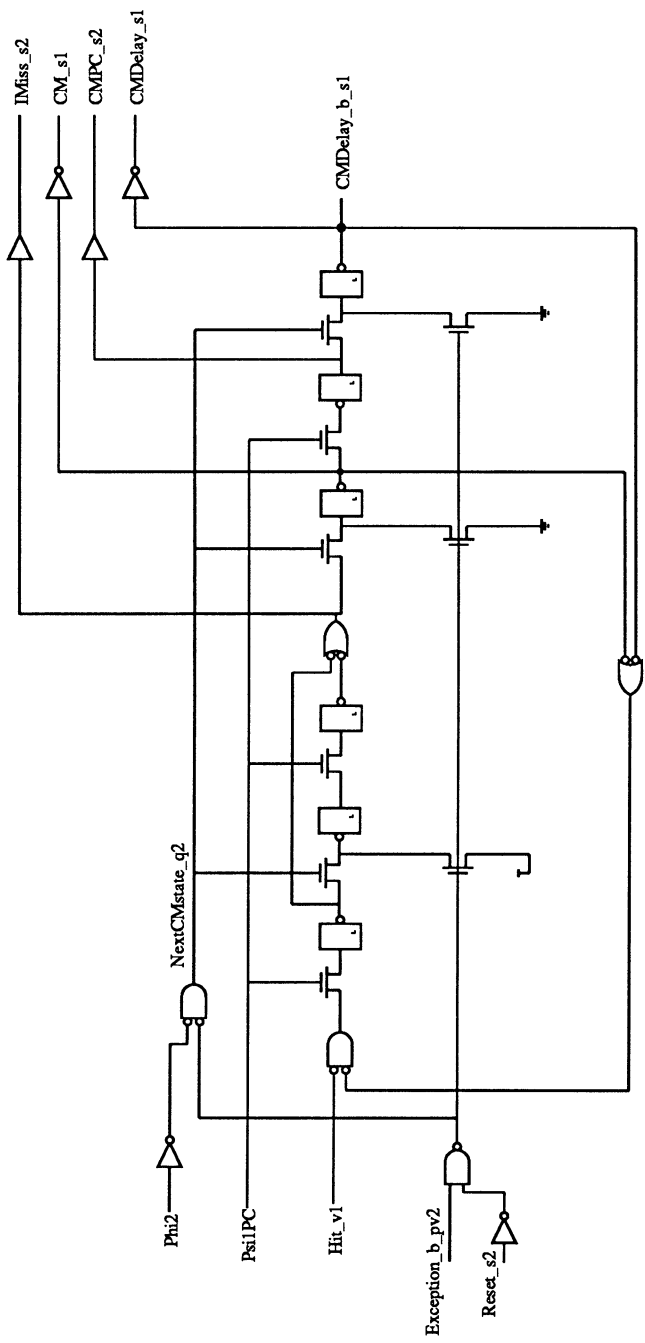 IMiss_s2
CM_s1
CMPC_s2
CMDelay_s1
CMDelay_b_s1
L
L
L
L
L
L
NextCMstate_q2
Phi2
Psi1PC
Hit_v1
Exception_b_pv2
Reset_s2